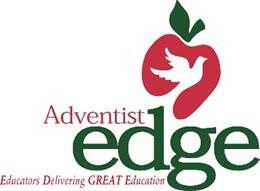 Adventist
edge
Educators Delivering GREAT Education